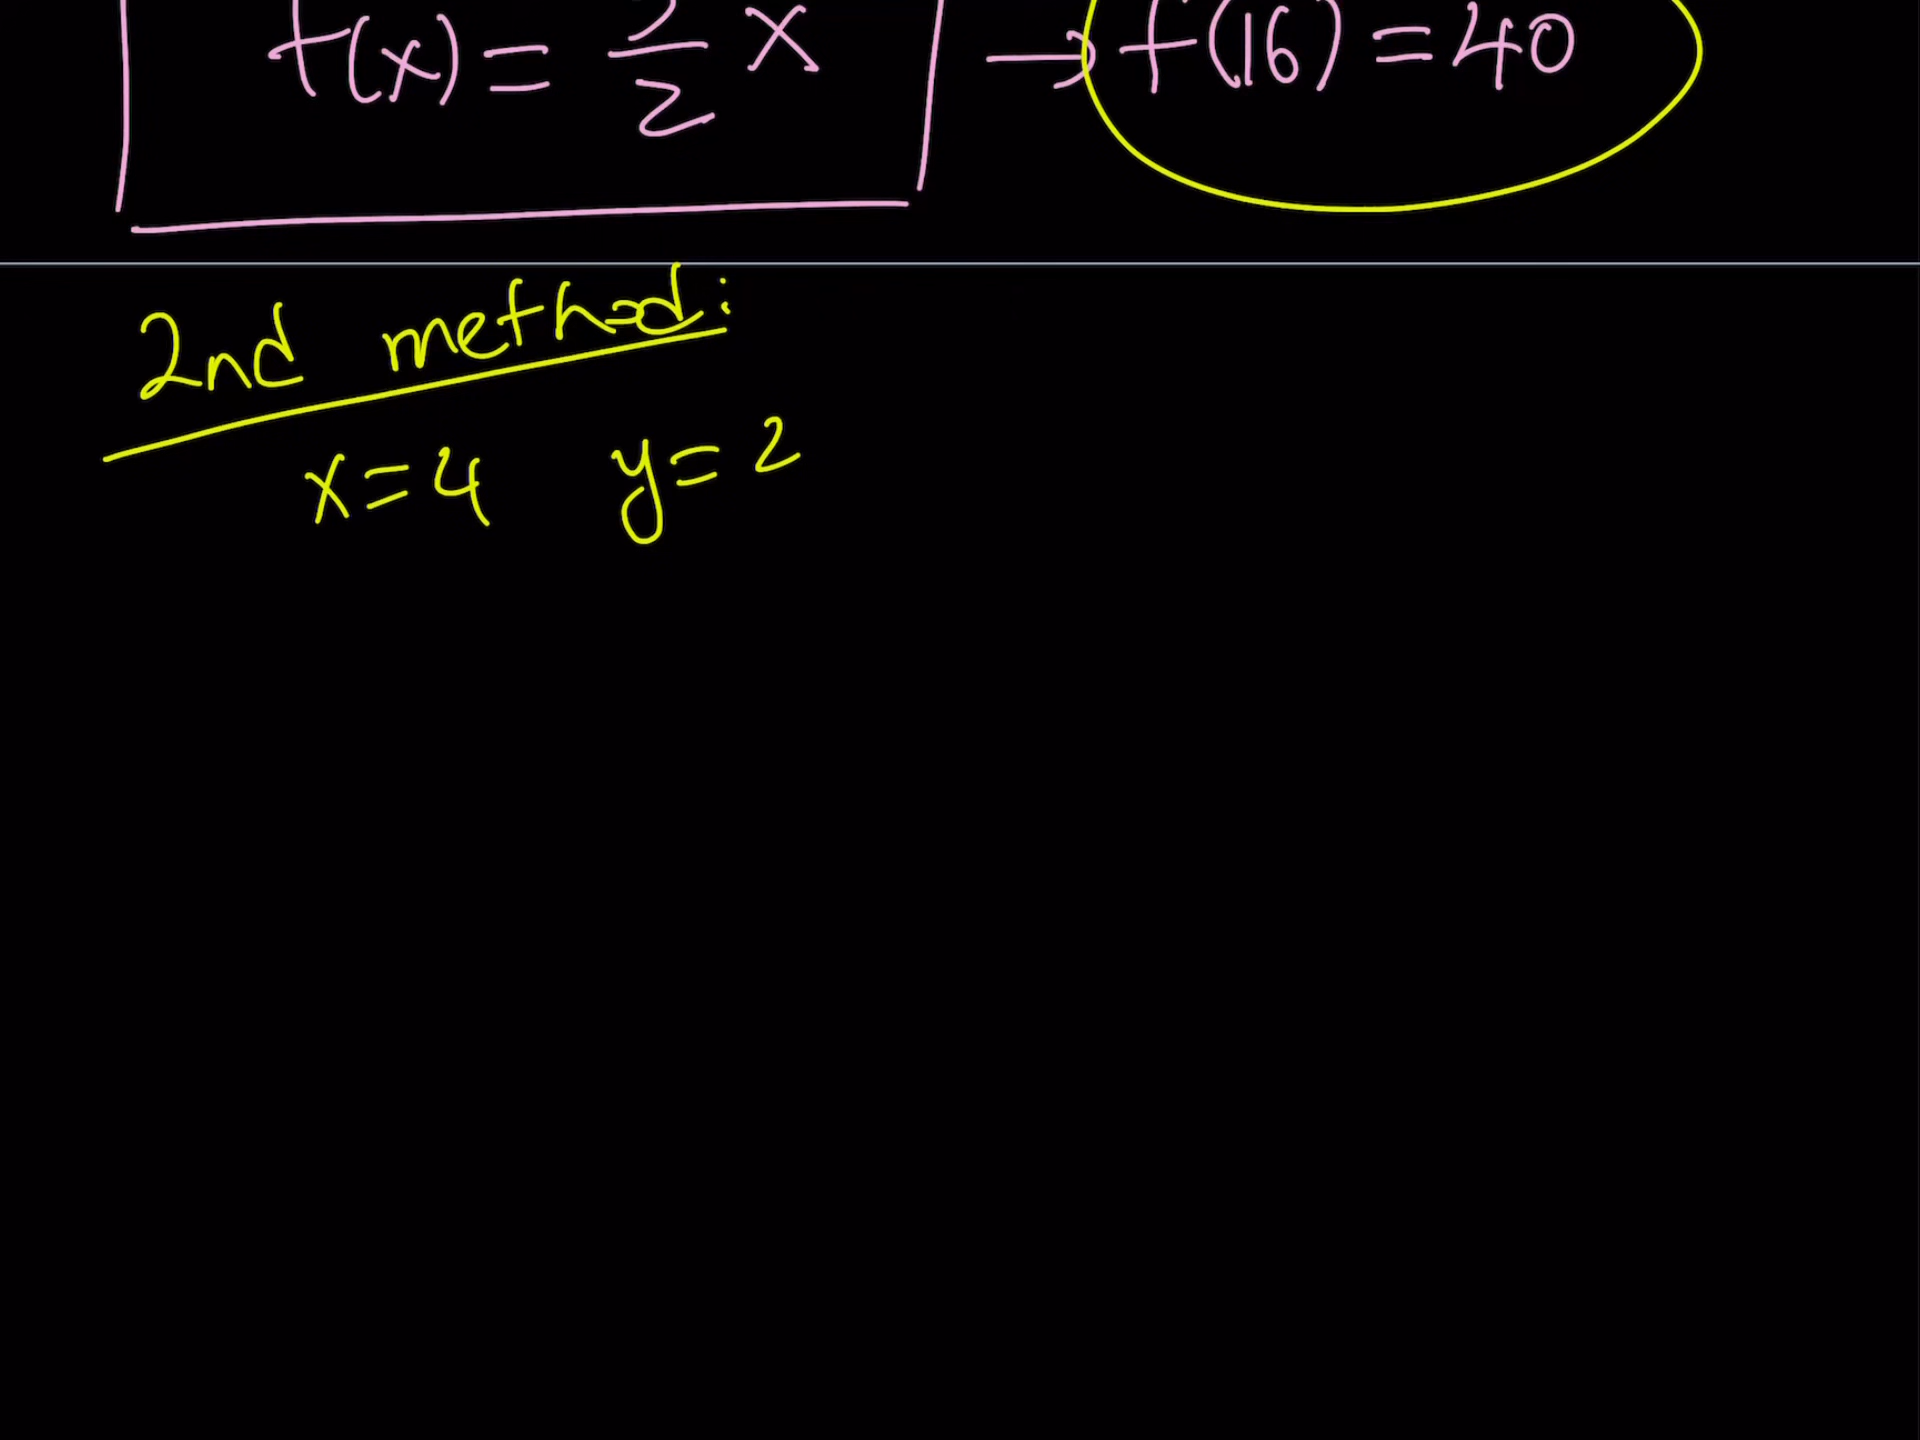 f(x) = 5/2 x → f(16) = 40
2nd method:
x = 4 y = 2